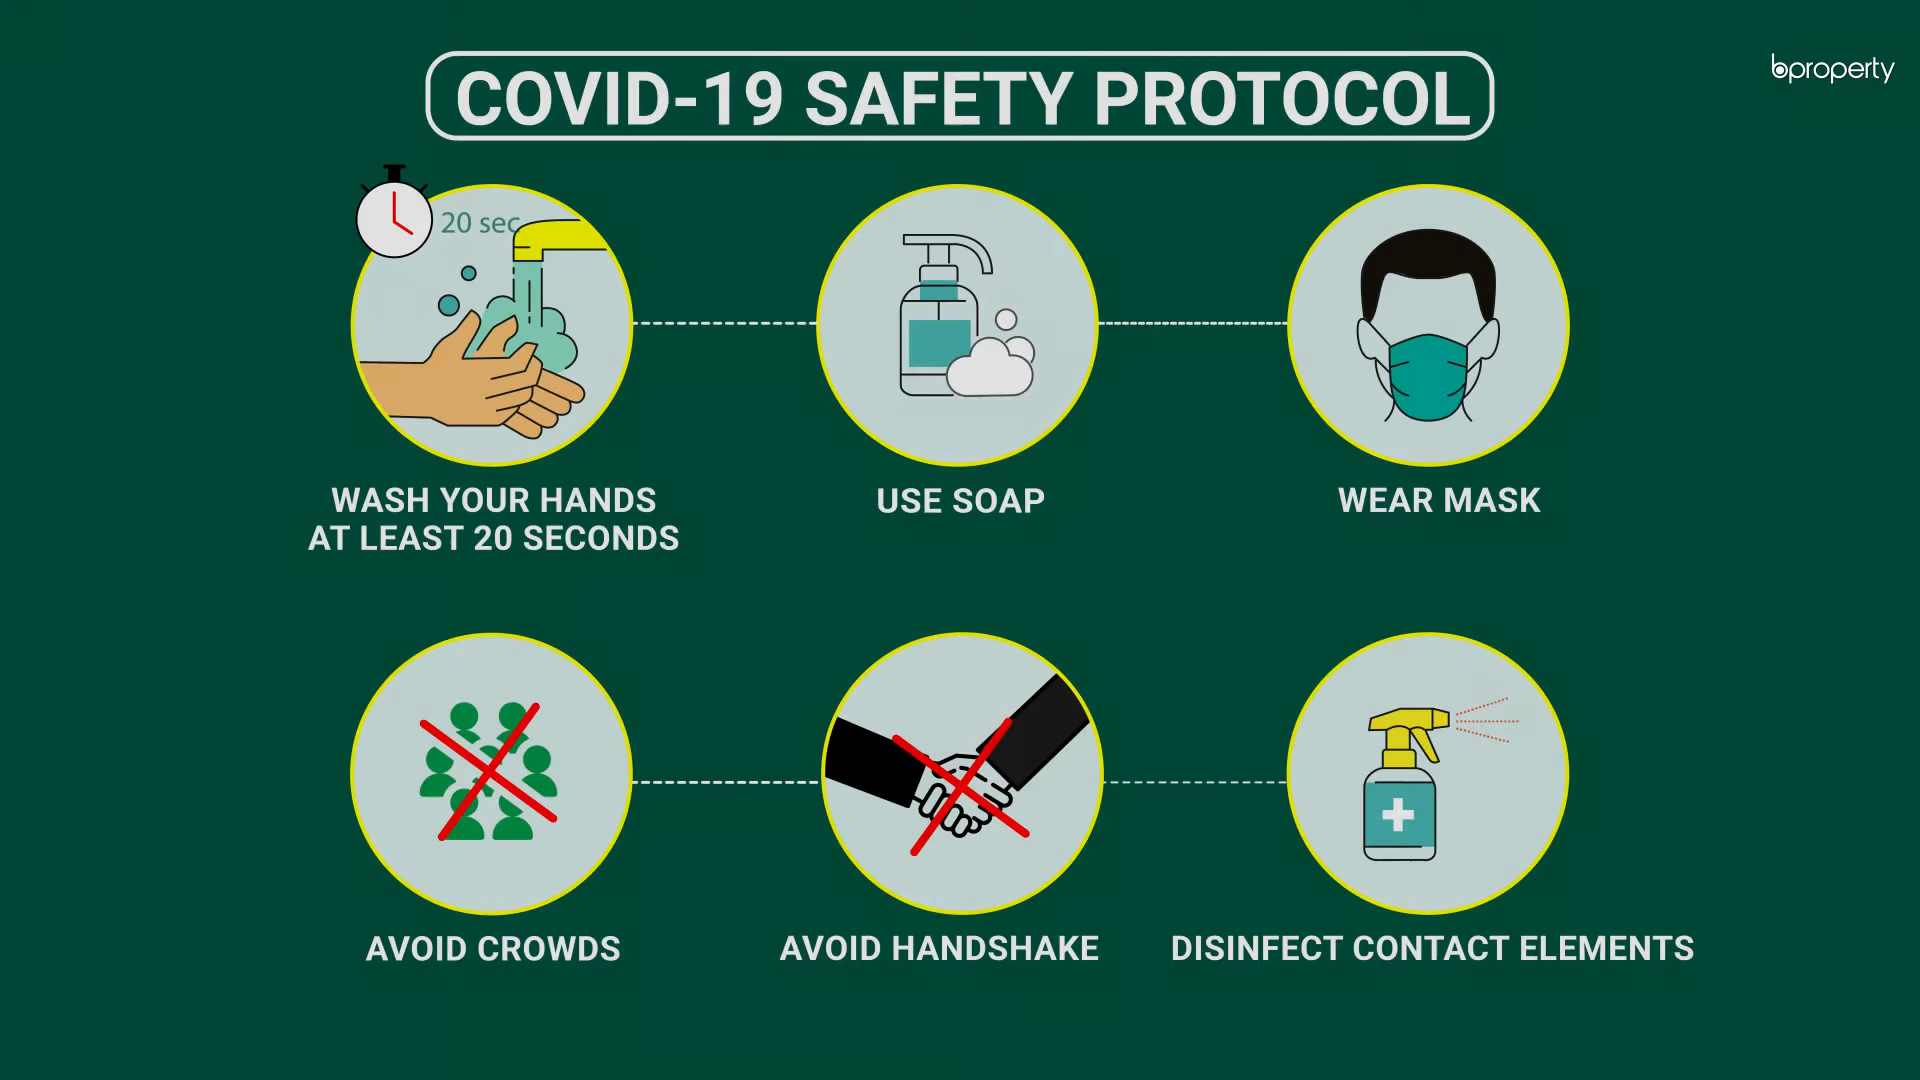 COVID-19 SAFETY PROTOCOL
bproperty
20 sec
WASH YOUR HANDS
AT LEAST 20 SECONDS
USE SOAP
WEAR MASK
AVOID CROWDS
AVOID HANDSHAKE
DISINFECT CONTACT ELEMENTS